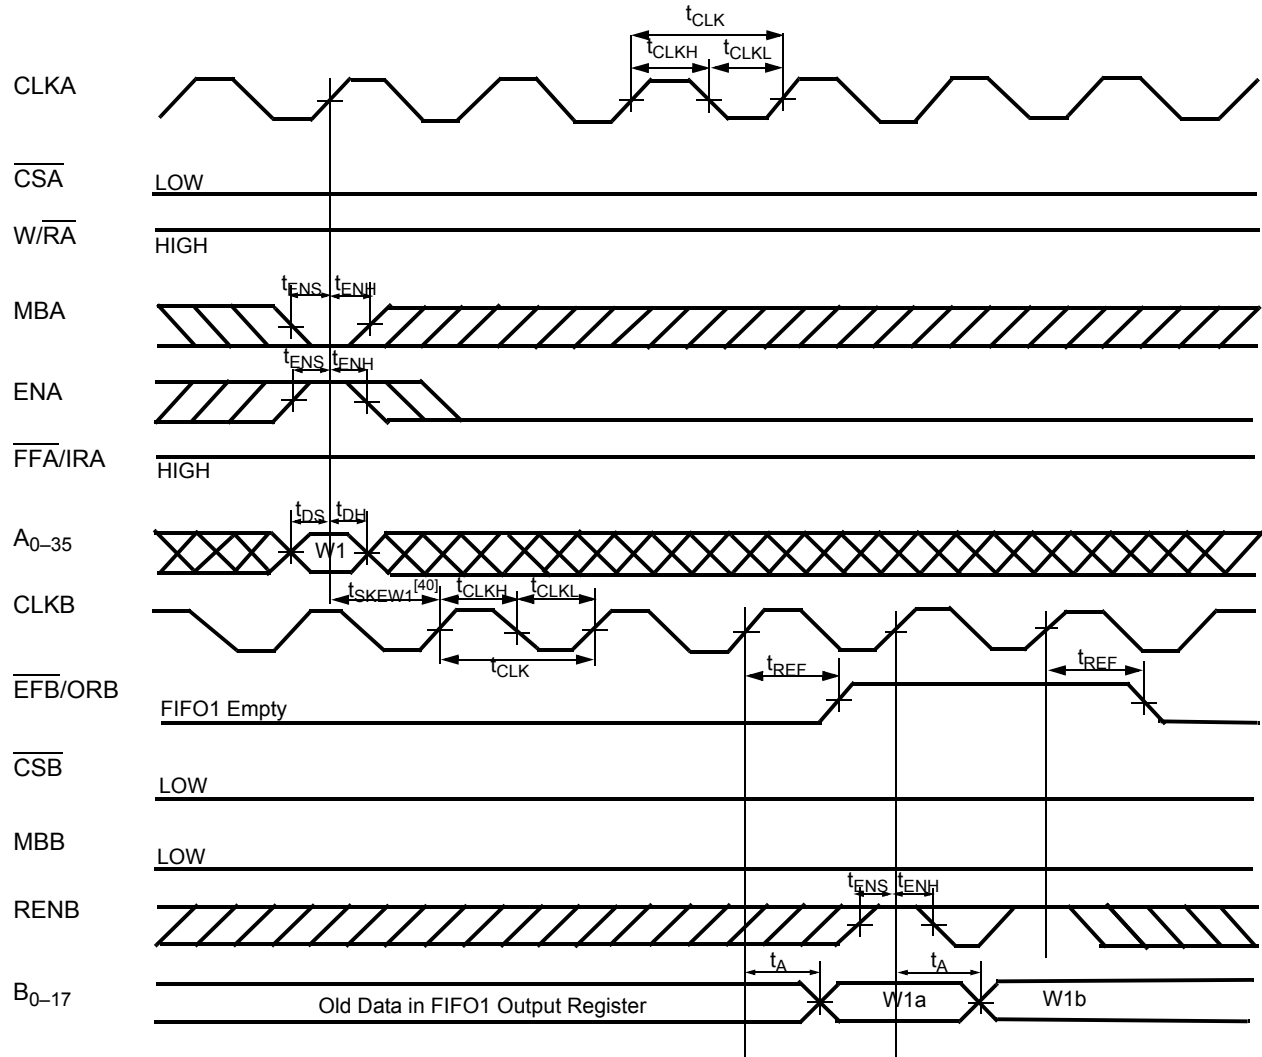 tCLK
tCLKH tCLKL
CLKA
CSA LOW
W/RA HIGH
tENS tENH
MBA
tENS tENH
ENA
FFA/IRA HIGH
tDS tDH
A0–35 W1
tSKEW1[40] tCLKH tCLKL
CLKB
tCLK tREF tREF
EFB/ORB FIFO1 Empty
CSB LOW
MBB LOW
tENS tENH
RENB
tA tA
B0–17 Old Data in FIFO1 Output Register W1a W1b